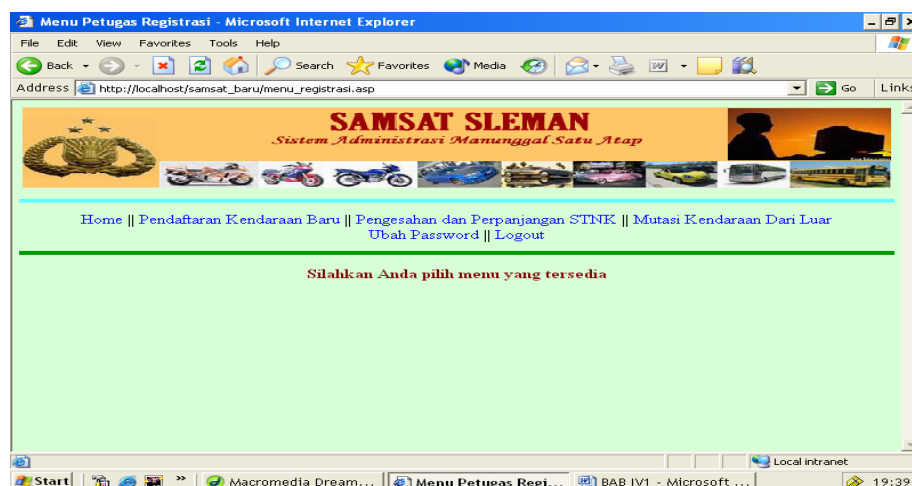 Menu Petugas Registrasi - Microsoft Internet Explorer
File Edit View Favorites Tools Help
Back Search Favorites Media
Address http://localhost/samsat_baru/menu_registrasi.asp Go Links
SAMSAT SLEMAN
Sistem Administrasi Manunggal Satu Atap
Home || Pendaftaran Kendaraan Baru || Pengesahan dan Perpanjangan STNK || Mutasi Kendaraan Dari Luar
Ubah Password || Logout
Silahkan Anda pilih menu yang tersedia
Local intranet
Start » Macromedia Dream... Menu Petugas Regi... BAB IV1 - Microsoft ... 19:39